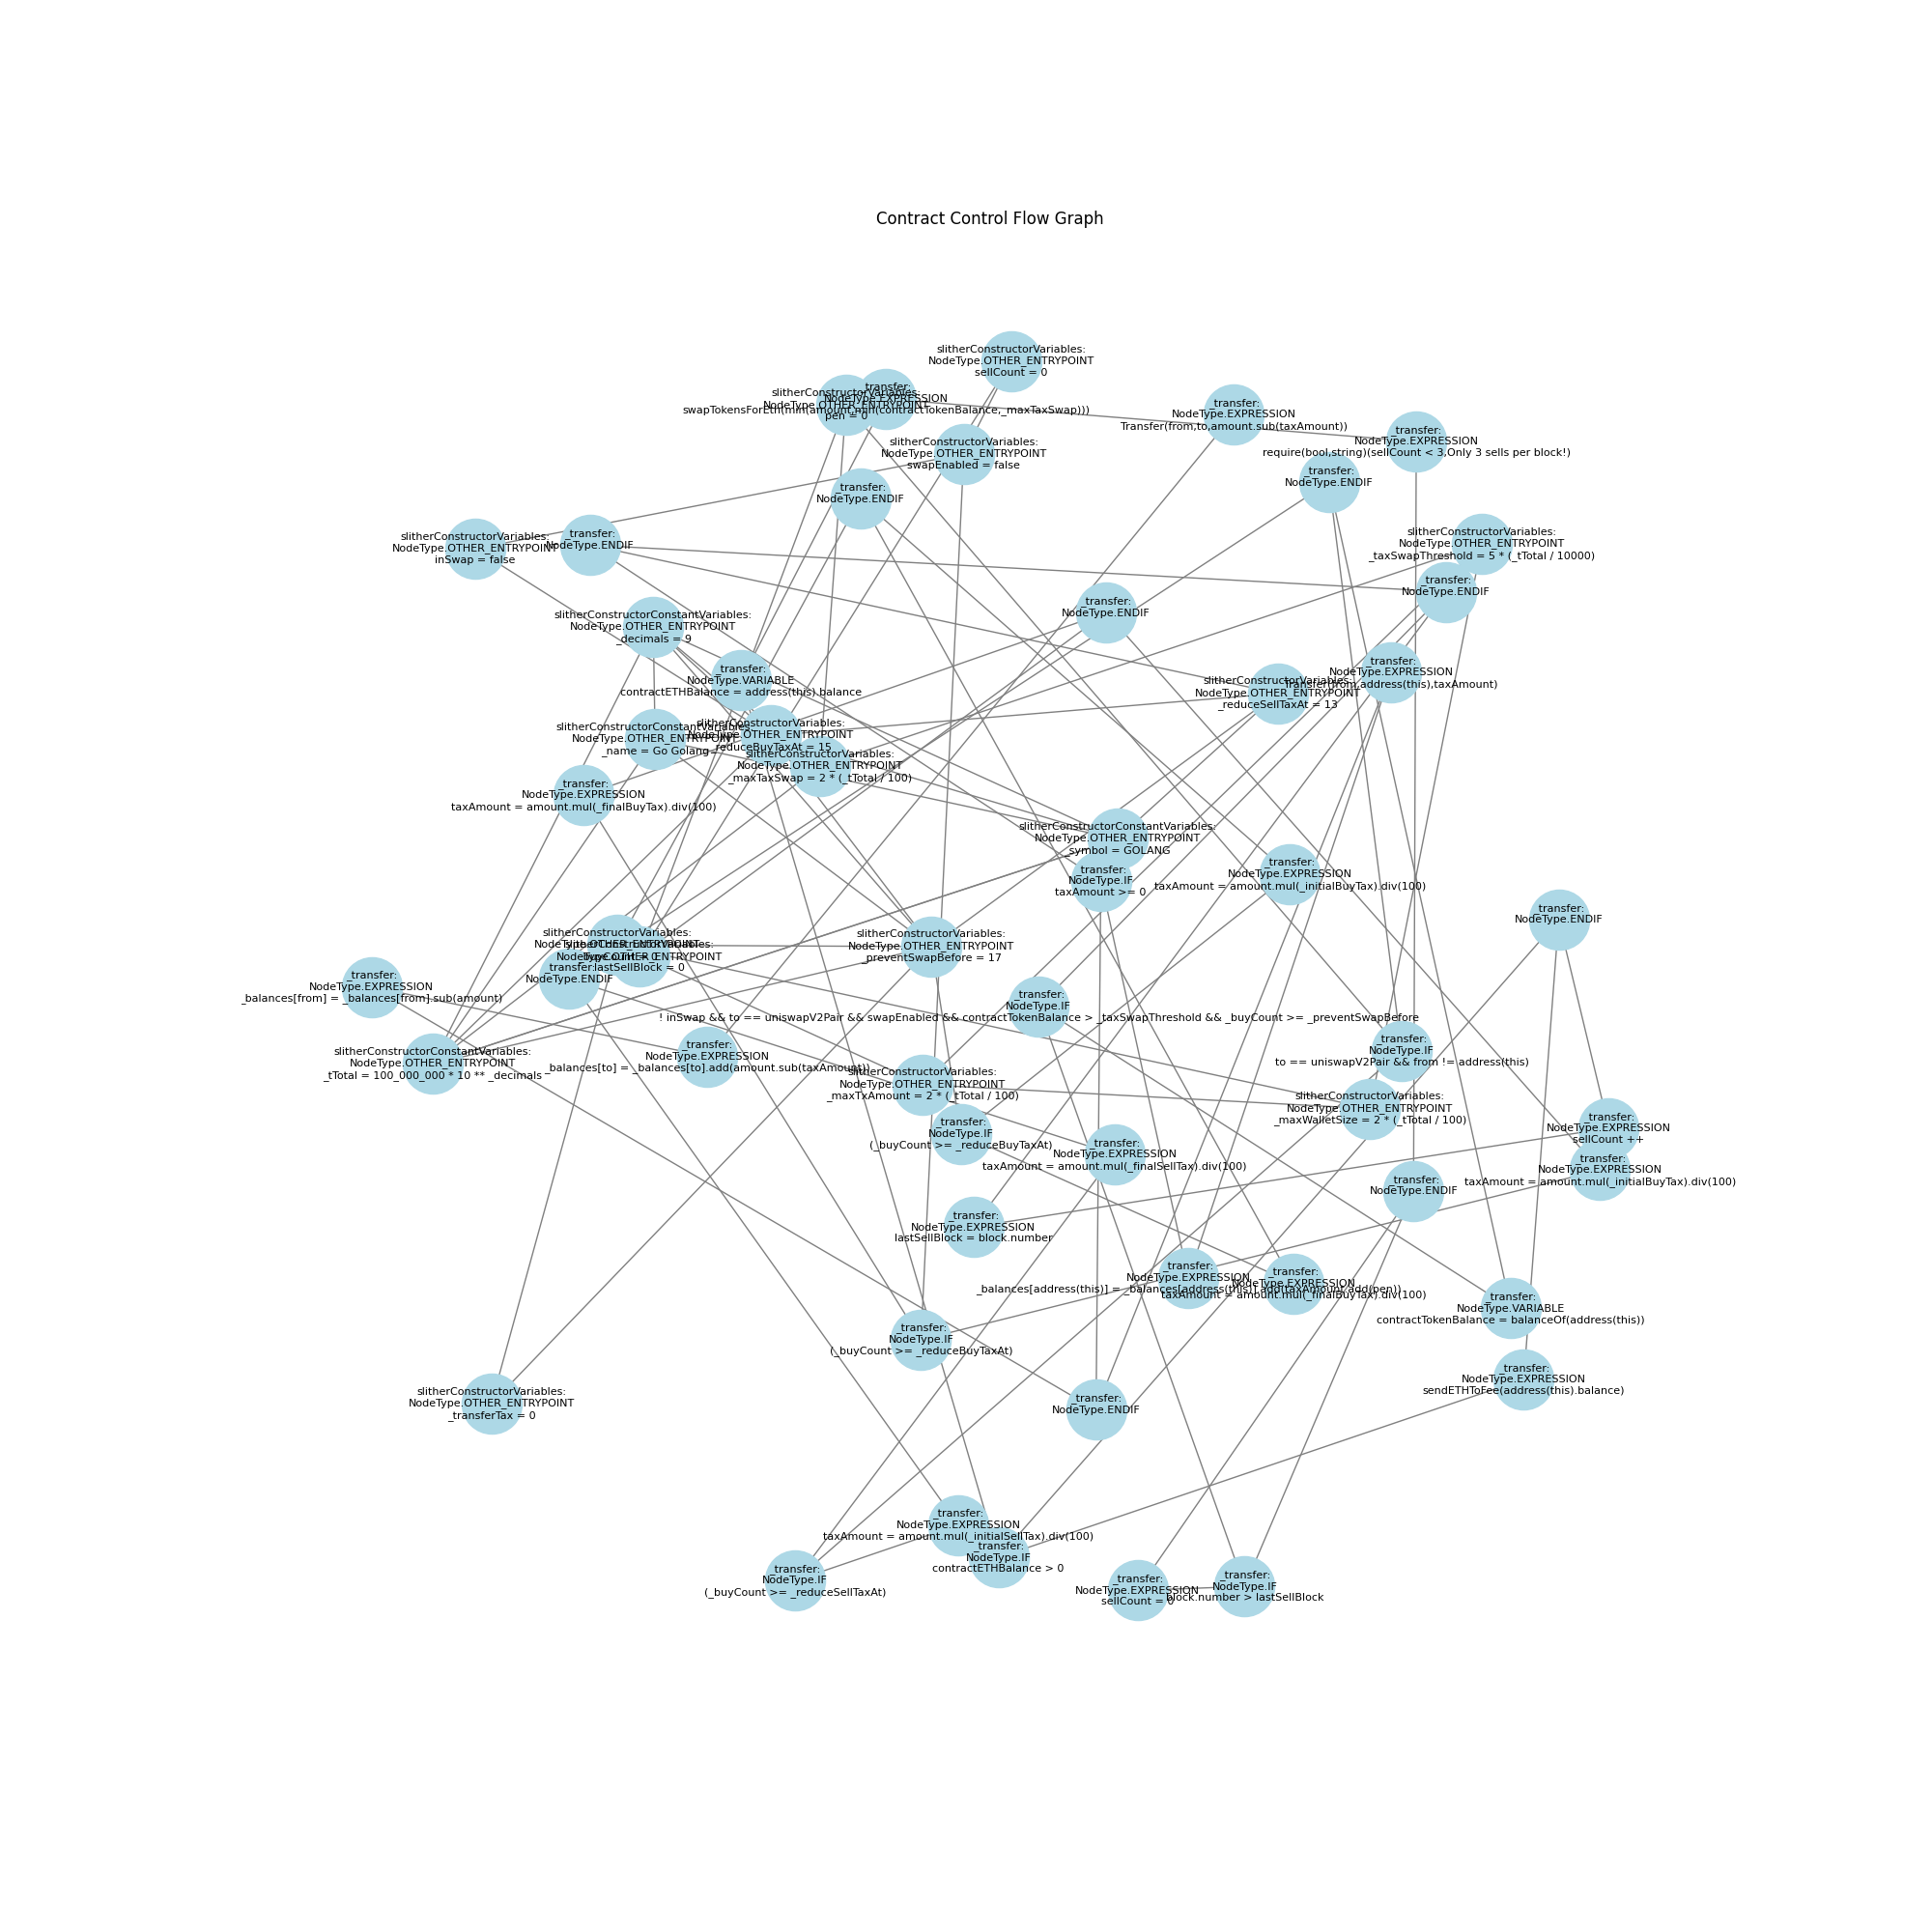 Contract Control Flow Graph
slitherConstructorVariables:
NodeType.OTHER_ENTRYPOINT
sellCount = 0
slitherConstructorVariables:
NodeType.OTHER_ENTRYPOINT
pen = 0
_transfer:
NodeType.EXPRESSION
swapTokensForEth(min(amount,min(contractTokenBalance,_maxTaxSwap)))
_transfer:
NodeType.EXPRESSION
Transfer(from,to,amount.sub(taxAmount))
_transfer:
NodeType.EXPRESSION
require(bool,string)(sellCount < 3,Only 3 sells per block!)
slitherConstructorVariables:
NodeType.OTHER_ENTRYPOINT
swapEnabled = false
_transfer:
NodeType.ENDIF
_transfer:
NodeType.ENDIF
slitherConstructorVariables:
NodeType.OTHER_ENTRYPOINT
inSwap = false
_transfer:
NodeType.ENDIF
slitherConstructorVariables:
NodeType.OTHER_ENTRYPOINT
_taxSwapThreshold = 5 * (_tTotal / 10000)
_transfer:
NodeType.ENDIF
_transfer:
NodeType.ENDIF
slitherConstructorConstantVariables:
NodeType.OTHER_ENTRYPOINT
_decimals = 9
_transfer:
NodeType.VARIABLE
contractETHBalance = address(this).balance
_transfer:
NodeType.EXPRESSION
Transfer(from,address(this),taxAmount)
slitherConstructorVariables:
NodeType.OTHER_ENTRYPOINT
_reduceSellTaxAt = 13
slitherConstructorConstantVariables:
NodeType.OTHER_ENTRYPOINT
_name = Go Golang
slitherConstructorVariables:
NodeType.OTHER_ENTRYPOINT
_reduceBuyTaxAt = 15
slitherConstructorVariables:
NodeType.OTHER_ENTRYPOINT
_maxTaxSwap = 2 * (_tTotal / 100)
_transfer:
NodeType.EXPRESSION
taxAmount = amount.mul(_finalBuyTax).div(100)
slitherConstructorConstantVariables:
NodeType.OTHER_ENTRYPOINT
_symbol = GOLANG
_transfer:
NodeType.IF
taxAmount >= 0
_transfer:
NodeType.EXPRESSION
taxAmount = amount.mul(_initialBuyTax).div(100)
_transfer:
NodeType.ENDIF
slitherConstructorVariables:
NodeType.OTHER_ENTRYPOINT
_buyCount = 0
slitherConstructorVariables:
NodeType.OTHER_ENTRYPOINT
lastSellBlock = 0
_transfer:
NodeType.ENDIF
slitherConstructorVariables:
NodeType.OTHER_ENTRYPOINT
_preventSwapBefore = 17
_transfer:
NodeType.EXPRESSION
_balances[from] = _balances[from].sub(amount)
_transfer:
NodeType.IF
! inSwap && to == uniswapV2Pair && swapEnabled && contractTokenBalance > _taxSwapThreshold && _buyCount >= _preventSwapBefore
_transfer:
NodeType.EXPRESSION
_balances[to] = _balances[to].add(amount.sub(taxAmount))
slitherConstructorConstantVariables:
NodeType.OTHER_ENTRYPOINT
_tTotal = 100_000_000 * 10 ** _decimals
_transfer:
NodeType.IF
to == uniswapV2Pair && from != address(this)
slitherConstructorVariables:
NodeType.OTHER_ENTRYPOINT
_maxTxAmount = 2 * (_tTotal / 100)
slitherConstructorVariables:
NodeType.OTHER_ENTRYPOINT
_maxWalletSize = 2 * (_tTotal / 100)
_transfer:
NodeType.IF
(_buyCount >= _reduceBuyTaxAt)
_transfer:
NodeType.EXPRESSION
sellCount ++
_transfer:
NodeType.EXPRESSION
taxAmount = amount.mul(_finalSellTax).div(100)
_transfer:
NodeType.EXPRESSION
taxAmount = amount.mul(_initialBuyTax).div(100)
_transfer:
NodeType.ENDIF
_transfer:
NodeType.EXPRESSION
lastSellBlock = block.number
_transfer:
NodeType.EXPRESSION
_balances[address(this)] = _balances[address(this)].add(taxAmount.add(pen))
_transfer:
NodeType.EXPRESSION
taxAmount = amount.mul(_finalBuyTax).div(100)
_transfer:
NodeType.VARIABLE
contractTokenBalance = balanceOf(address(this))
_transfer:
NodeType.IF
(_buyCount >= _reduceBuyTaxAt)
_transfer:
NodeType.EXPRESSION
sendETHToFee(address(this).balance)
slitherConstructorVariables:
NodeType.OTHER_ENTRYPOINT
_transferTax = 0
_transfer:
NodeType.ENDIF
_transfer:
NodeType.EXPRESSION
taxAmount = amount.mul(_initialSellTax).div(100)
_transfer:
NodeType.IF
contractETHBalance > 0
_transfer:
NodeType.IF
(_buyCount >= _reduceSellTaxAt)
_transfer:
NodeType.EXPRESSION
sellCount = 0
_transfer:
NodeType.IF
block.number > lastSellBlock